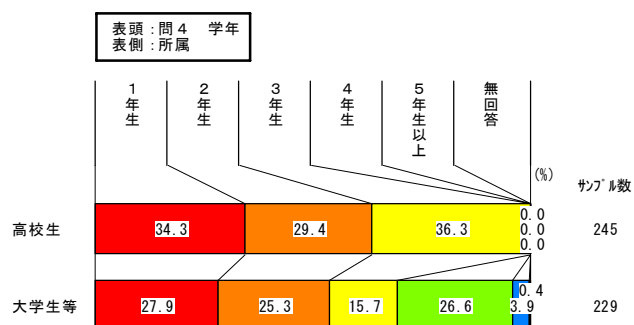 表頭：問４　学年
表側：所属
１年生
２年生
３年生
４年生
５年生以上
無回答
(%)
ｻﾝﾌﾟﾙ数
高校生
34.3
29.4
36.3
0.0
0.0
0.0
245
大学生等
27.9
25.3
15.7
26.6
3.9
0.4
229